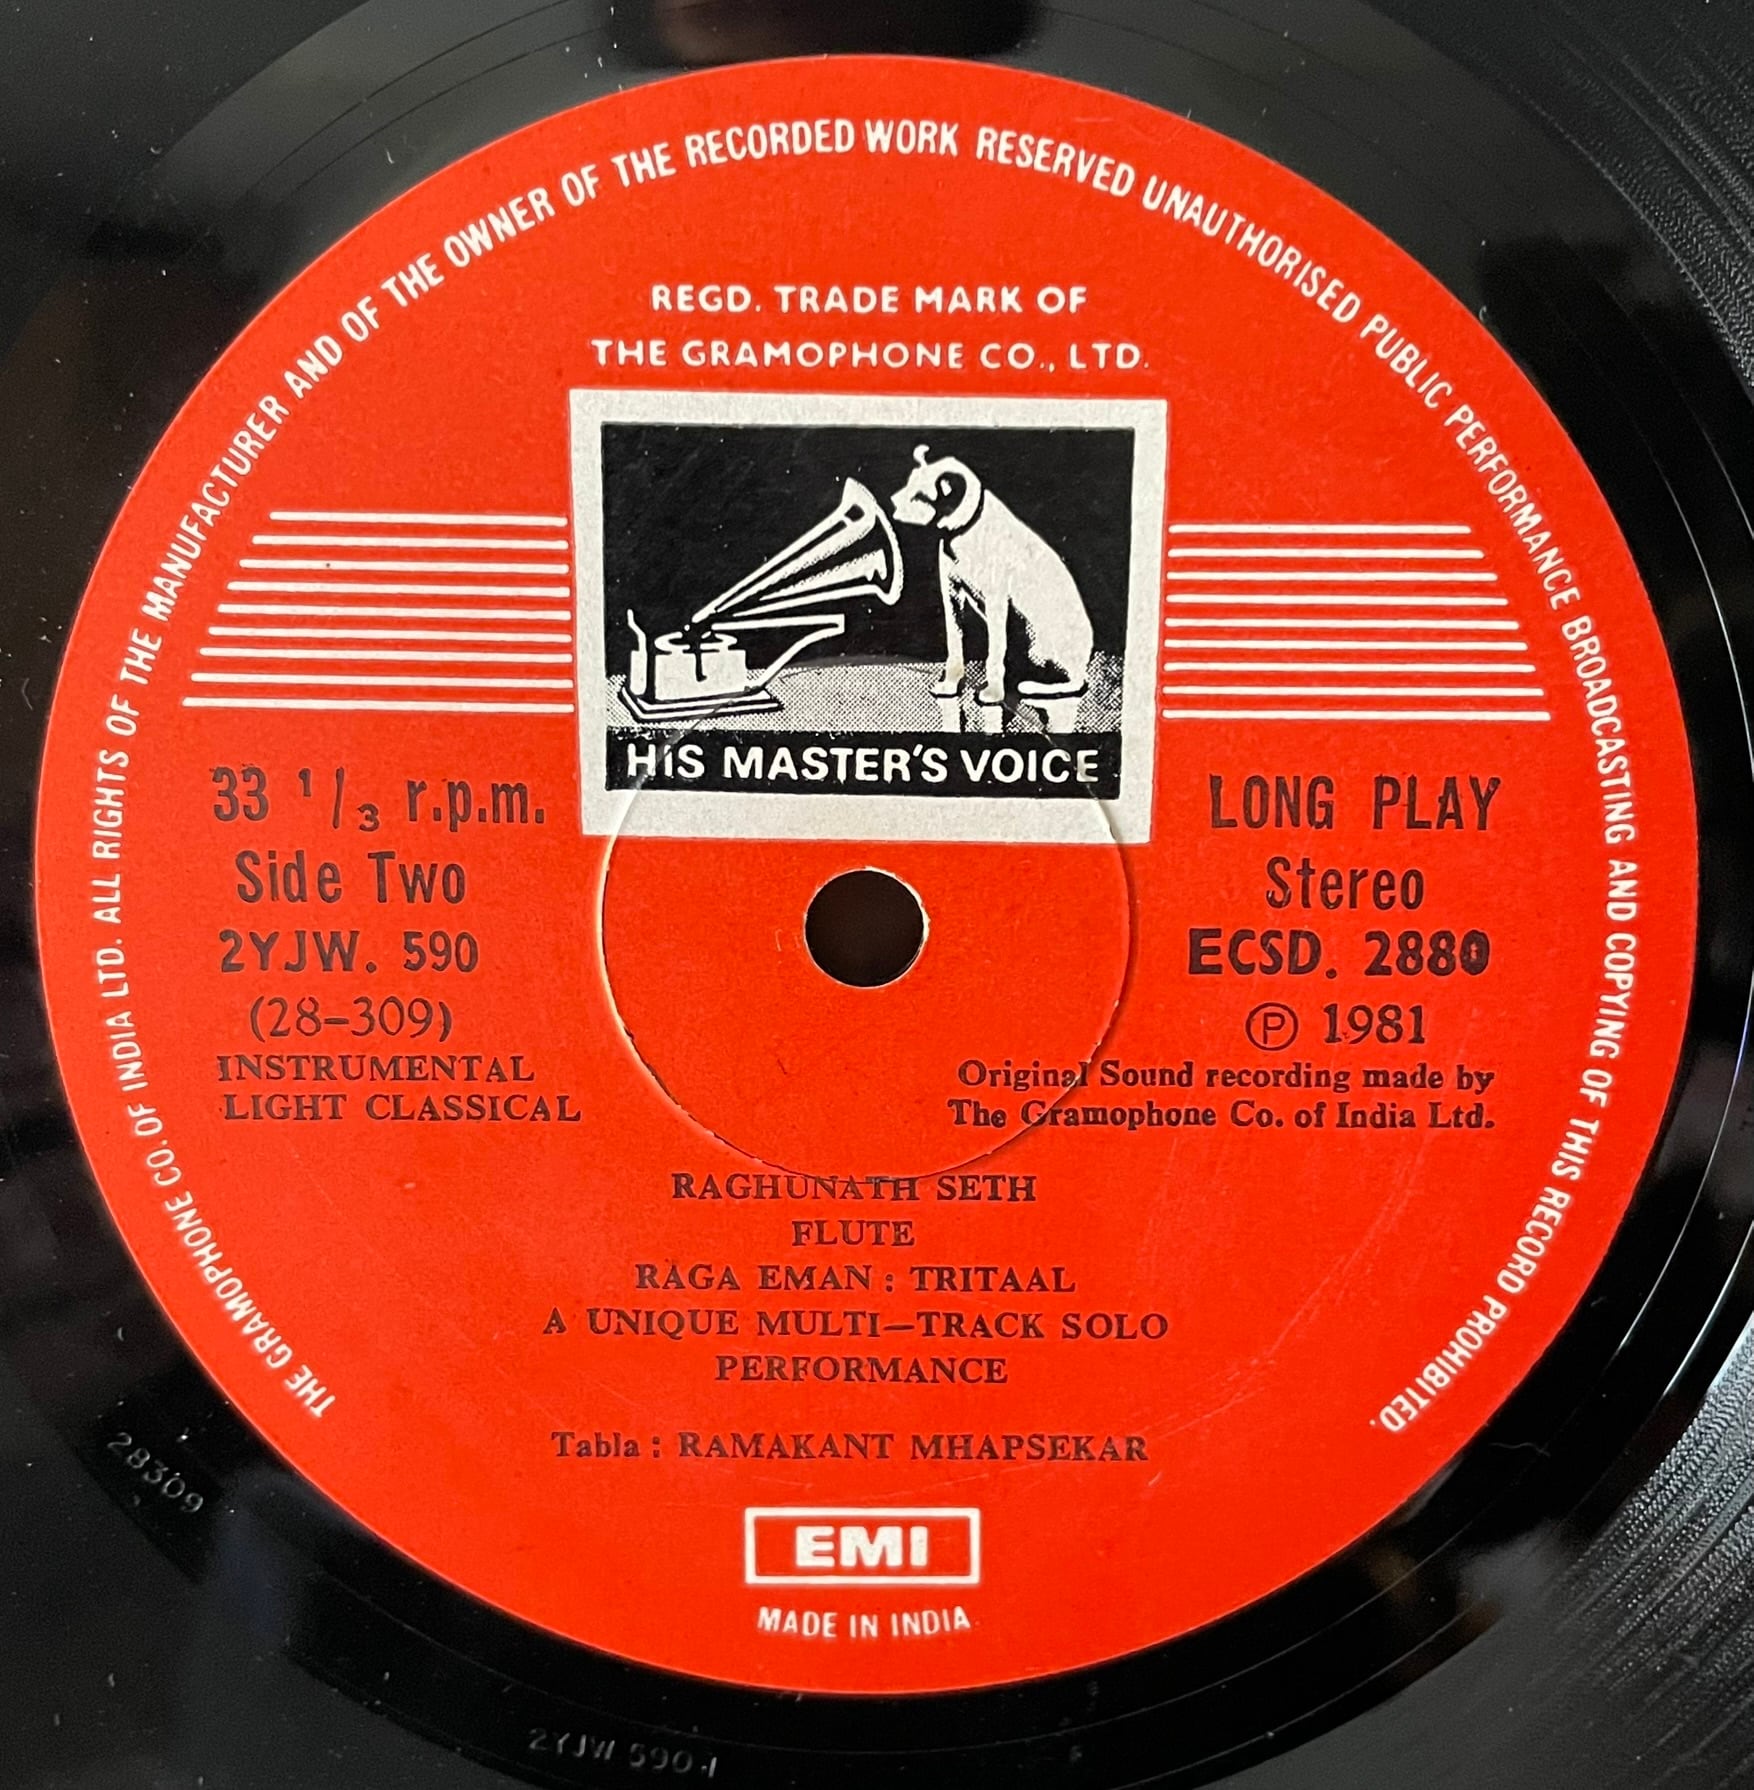 THE GRAMOPHONE CO. OF INDIA LTD. ALL RIGHTS OF THE MANUFACTURER AND OF THE OWNER OF THE RECORDED WORK RESERVED UNAUTHORISED PUBLIC PERFORMANCE BROADCASTING AND COPYING OF THIS RECORD PROHIBITED.
REGD. TRADE MARK OF
THE GRAMOPHONE CO., LTD.
HIS MASTER'S VOICE
33 1/3 r.p.m.
Side Two
2YJW. 590
(28-309)
INSTRUMENTAL
LIGHT CLASSICAL
LONG PLAY
Stereo
ECSD. 2880
Ⓟ 1981
Original Sound recording made by
The Gramophone Co. of India Ltd.
RAGHUNATH SETH
FLUTE
RAGA EMAN : TRITAAL
A UNIQUE MULTI—TRACK SOLO
PERFORMANCE
Tabla : RAMAKANT MHAPSEKAR
EMI
MADE IN INDIA
28309
2YJW 590-1